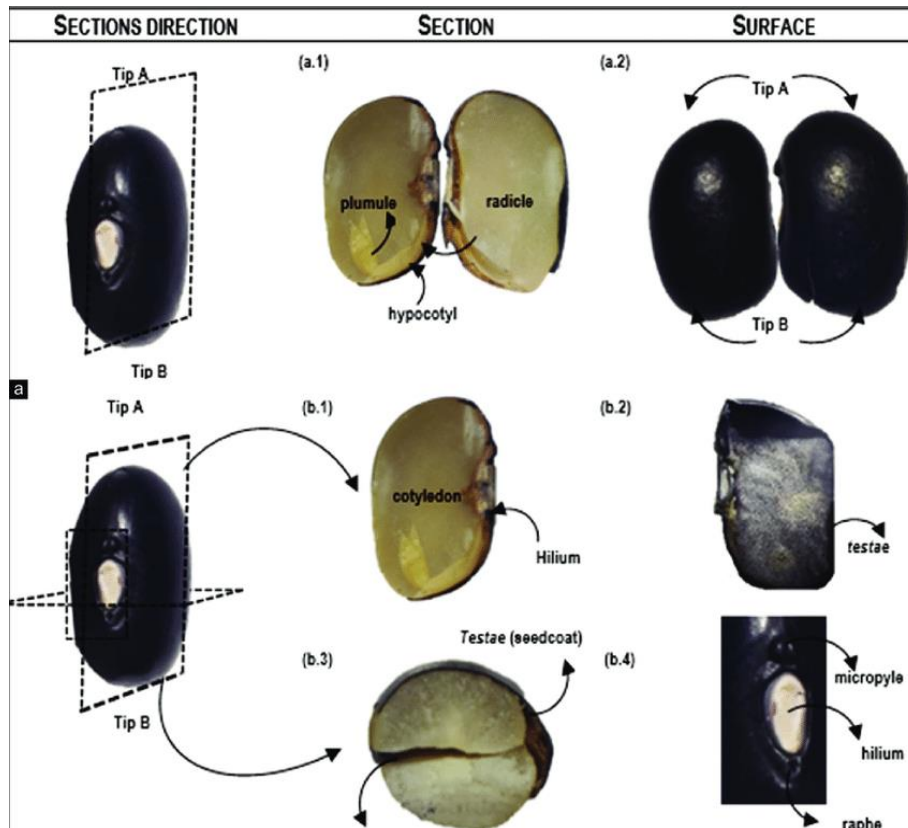 SECTIONS DIRECTION
SECTION
SURFACE
Tip A
(a.1)
(a.2)
Tip A
plumule
radicle
hypocotyl
Tip B
Tip B
a
Tip A
(b.1)
(b.2)
cotyledon
Hilium
testae
Testae (seedcoat)
(b.3)
(b.4)
micropyle
Tip B
hilium
raphe